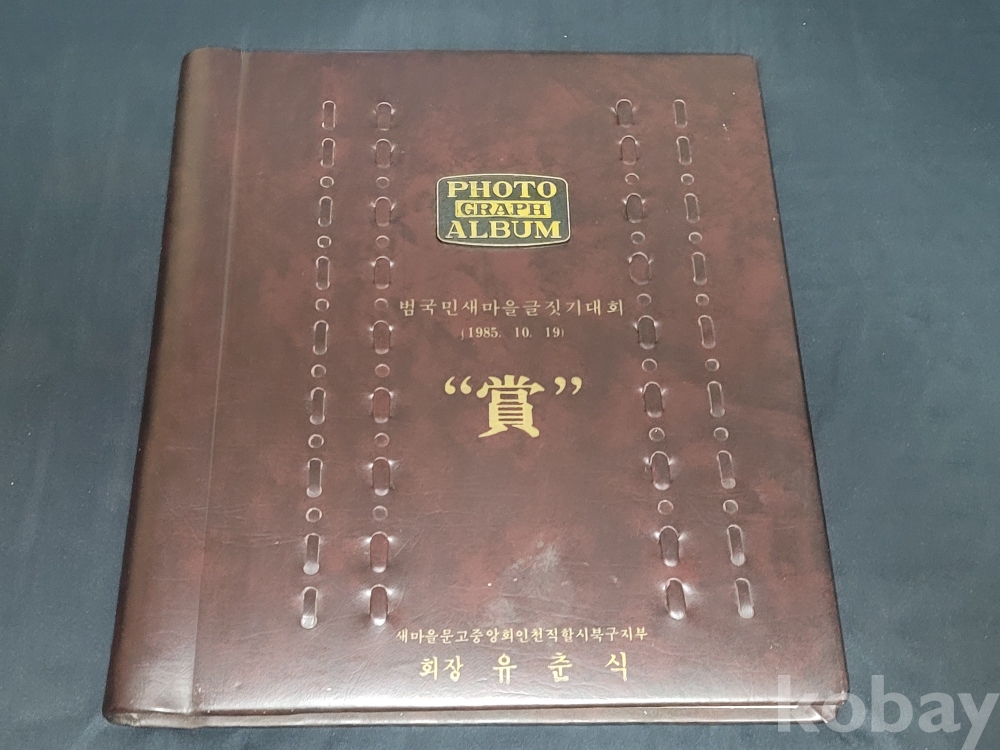 PHOTO
GRAPH
ALBUM
범국민새마을글짓기대회
(1985. 10. 19)
“賞”
새마을문고중앙회인천직할시북구지부
회장 유춘식
kobay